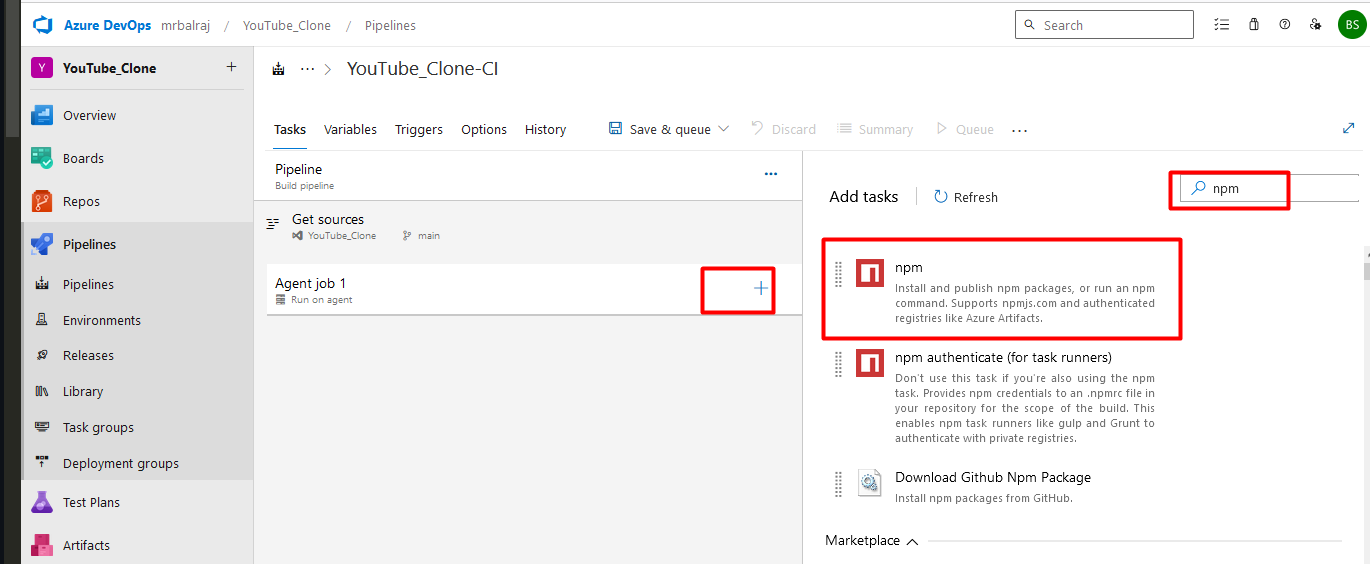 Azure DevOps mrbalraj / YouTube_Clone / Pipelines
Search
BS
Y YouTube_Clone +
Overview
Boards
Repos
Pipelines
Pipelines
Environments
Releases
Library
Task groups
Deployment groups
Test Plans
Artifacts
··· > YouTube_Clone-CI
Tasks Variables Triggers Options History Save & queue Discard Summary Queue ···
Pipeline
Build pipeline
Get sources
YouTube_Clone main
Agent job 1
Run on agent
Add tasks Refresh
npm
npm
Install and publish npm packages, or run an npm
command. Supports npmjs.com and authenticated
registries like Azure Artifacts.
npm authenticate (for task runners)
Don't use this task if you're also using the npm
task. Provides npm credentials to an .npmrc file in
your repository for the scope of the build. This
enables npm task runners like gulp and Grunt to
authenticate with private registries.
Download Github Npm Package
Install npm packages from GitHub.
Marketplace